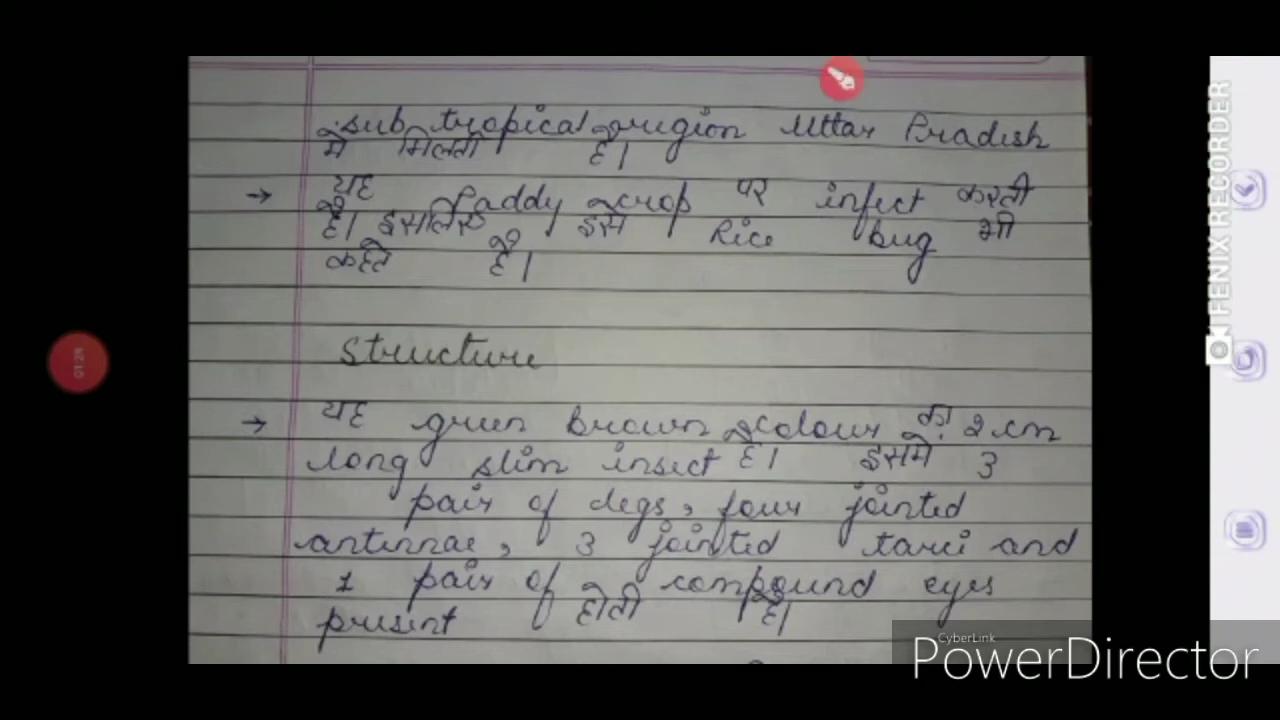 sub tropical region Uttar Pradesh
में मिलती है।
→ यह Paddy crop पर infect करती
है। इसलिए इसे Rice bug भी
कहते है।
structure
→ यह green brown colour का 2 cm
long slim insect है। इसमें 3
pair of legs, four jointed
antennae, 3 jointed tarsi and
1 pair of compound eyes
present होती है।
01:29
FENIX RECORDER
CyberLink
PowerDirector